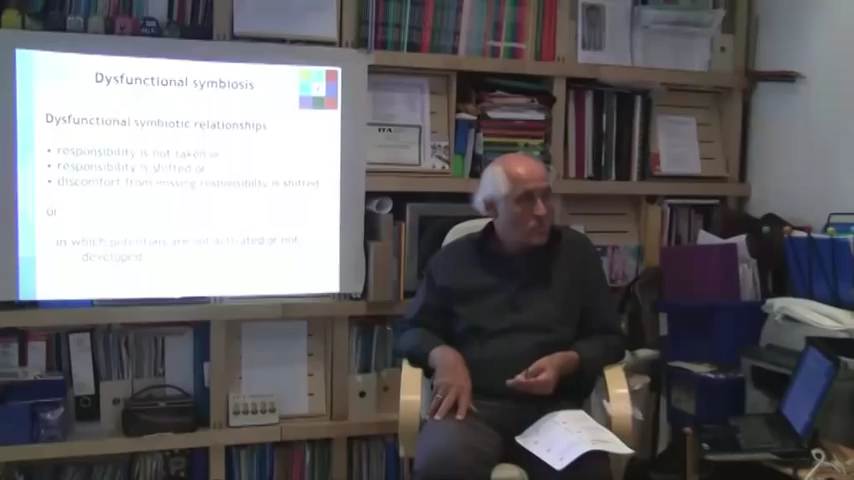 Dysfunctional symbiosis
Dysfunctional symbiotic relationships
• responsibility is not taken or
• responsibility is shifted or
• discomfort from missing responsibility is shifted
or
in which potentials are not activated or not
developed
ITA